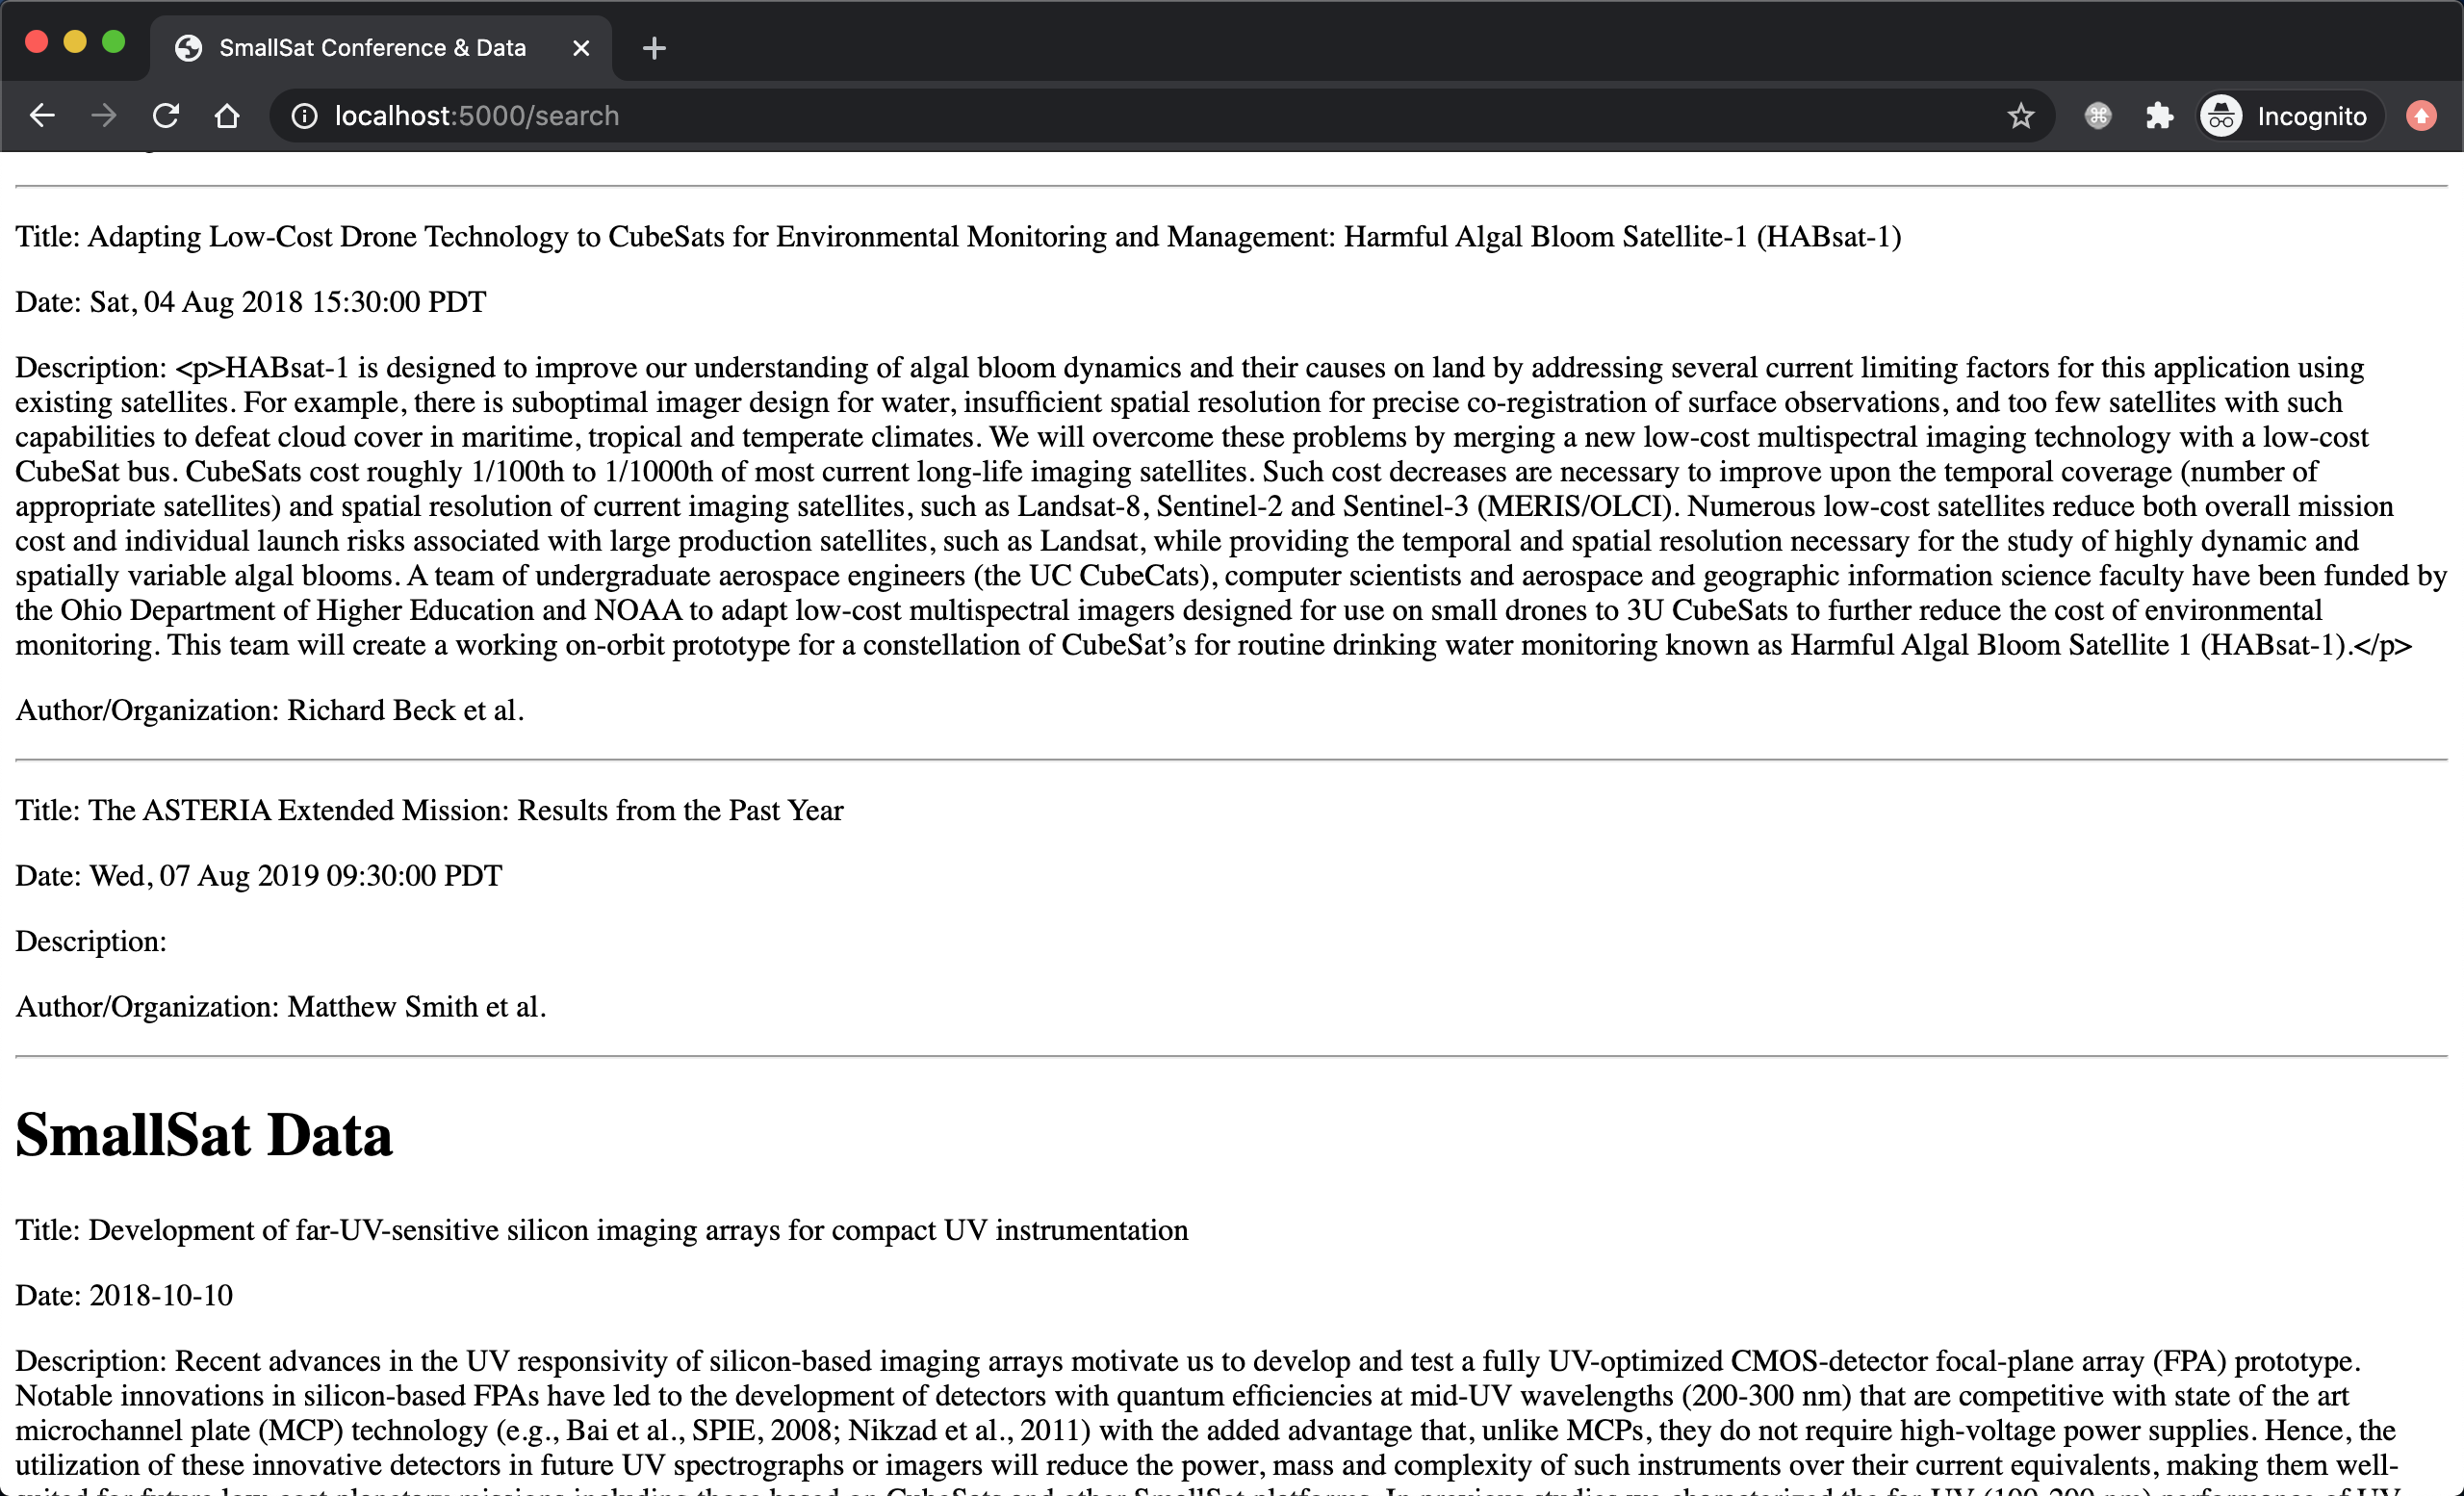 SmallSat Conference & Data
localhost:5000/search
Incognito
Title: Adapting Low-Cost Drone Technology to CubeSats for Environmental Monitoring and Management: Harmful Algal Bloom Satellite-1 (HABsat-1)
Date: Sat, 04 Aug 2018 15:30:00 PDT
Description: <p>HABsat-1 is designed to improve our understanding of algal bloom dynamics and their causes on land by addressing several current limiting factors for this application using
existing satellites. For example, there is suboptimal imager design for water, insufficient spatial resolution for precise co-registration of surface observations, and too few satellites with such
capabilities to defeat cloud cover in maritime, tropical and temperate climates. We will overcome these problems by merging a new low-cost multispectral imaging technology with a low-cost
CubeSat bus. CubeSats cost roughly 1/100th to 1/1000th of most current long-life imaging satellites. Such cost decreases are necessary to improve upon the temporal coverage (number of
appropriate satellites) and spatial resolution of current imaging satellites, such as Landsat-8, Sentinel-2 and Sentinel-3 (MERIS/OLCI). Numerous low-cost satellites reduce both overall mission
cost and individual launch risks associated with large production satellites, such as Landsat, while providing the temporal and spatial resolution necessary for the study of highly dynamic and
spatially variable algal blooms. A team of undergraduate aerospace engineers (the UC CubeCats), computer scientists and aerospace and geographic information science faculty have been funded by
the Ohio Department of Higher Education and NOAA to adapt low-cost multispectral imagers designed for use on small drones to 3U CubeSats to further reduce the cost of environmental
monitoring. This team will create a working on-orbit prototype for a constellation of CubeSat’s for routine drinking water monitoring known as Harmful Algal Bloom Satellite 1 (HABsat-1).</p>
Author/Organization: Richard Beck et al.
Title: The ASTERIA Extended Mission: Results from the Past Year
Date: Wed, 07 Aug 2019 09:30:00 PDT
Description:
Author/Organization: Matthew Smith et al.
SmallSat Data
Title: Development of far-UV-sensitive silicon imaging arrays for compact UV instrumentation
Date: 2018-10-10
Description: Recent advances in the UV responsivity of silicon-based imaging arrays motivate us to develop and test a fully UV-optimized CMOS-detector focal-plane array (FPA) prototype.
Notable innovations in silicon-based FPAs have led to the development of detectors with quantum efficiencies at mid-UV wavelengths (200-300 nm) that are competitive with state of the art
microchannel plate (MCP) technology (e.g., Bai et al., SPIE, 2008; Nikzad et al., 2011) with the added advantage that, unlike MCPs, they do not require high-voltage power supplies. Hence, the
utilization of these innovative detectors in future UV spectrographs or imagers will reduce the power, mass and complexity of such instruments over their current equivalents, making them well-